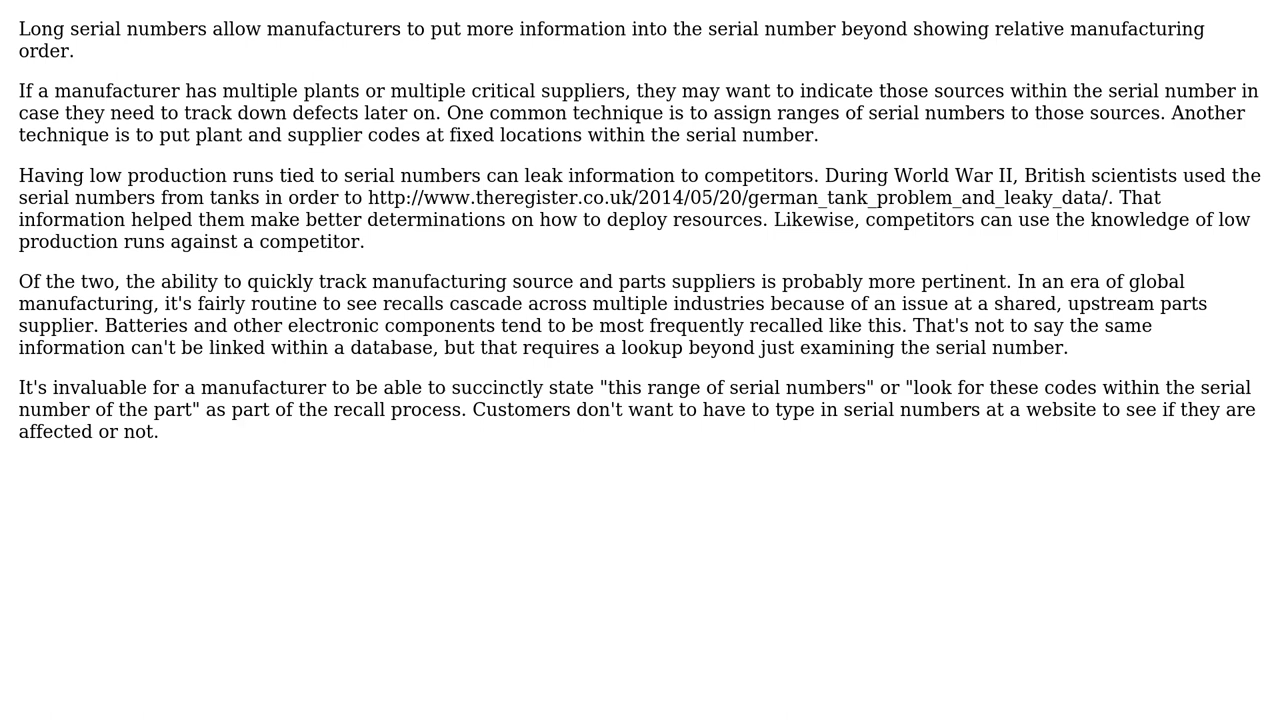 Long serial numbers allow manufacturers to put more information into the serial number beyond showing relative manufacturing
order.
If a manufacturer has multiple plants or multiple critical suppliers, they may want to indicate those sources within the serial number in
case they need to track down defects later on. One common technique is to assign ranges of serial numbers to those sources. Another
technique is to put plant and supplier codes at fixed locations within the serial number.
Having low production runs tied to serial numbers can leak information to competitors. During World War II, British scientists used the
serial numbers from tanks in order to http://www.theregister.co.uk/2014/05/20/german_tank_problem_and_leaky_data/. That
information helped them make better determinations on how to deploy resources. Likewise, competitors can use the knowledge of low
production runs against a competitor.
Of the two, the ability to quickly track manufacturing source and parts suppliers is probably more pertinent. In an era of global
manufacturing, it's fairly routine to see recalls cascade across multiple industries because of an issue at a shared, upstream parts
supplier. Batteries and other electronic components tend to be most frequently recalled like this. That's not to say the same
information can't be linked within a database, but that requires a lookup beyond just examining the serial number.
It's invaluable for a manufacturer to be able to succinctly state "this range of serial numbers" or "look for these codes within the serial
number of the part" as part of the recall process. Customers don't want to have to type in serial numbers at a website to see if they are
affected or not.